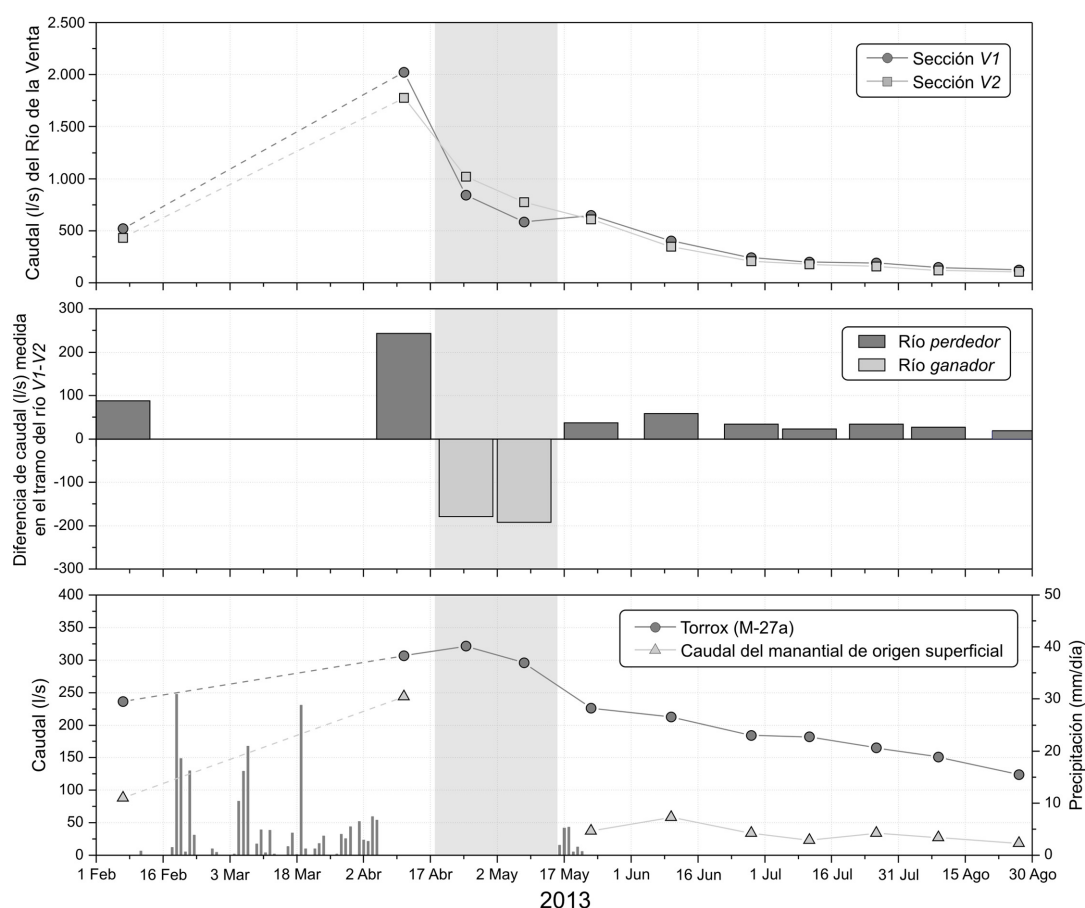 Caudal (l/s) del Río de la Venta
2.500
2.000
1.500
1.000
500
0
Sección V1
Sección V2
Diferencia de caudal (l/s) medida
en el tramo del río V1-V2
300
200
100
0
-100
-200
-300
Río perdedor
Río ganador
Caudal (l/s)
400
350
300
250
200
150
100
50
0
Torrox (M-27a)
Caudal del manantial de origen superficial
50
40
30
20
10
0
Precipitación (mm/día)
1 Feb 16 Feb 3 Mar 18 Mar 2 Abr 17 Abr 2 May 17 May 1 Jun 16 Jun 1 Jul 16 Jul 31 Jul 15 Ago 30 Ago
2013